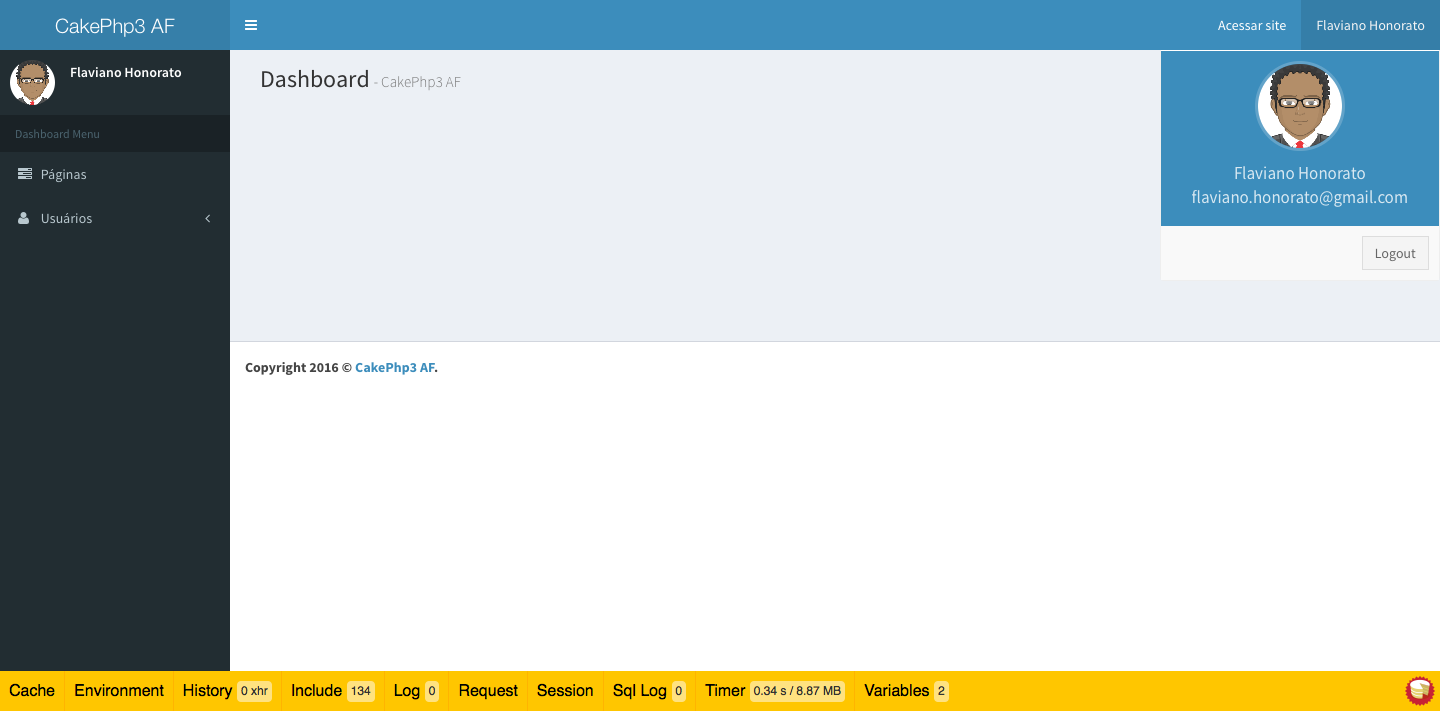 CakePhp3 AF
Acessar site
Flaviano Honorato
Flaviano Honorato
Dashboard Menu
Páginas
Usuários
Dashboard - CakePhp3 AF
Flaviano Honorato
flaviano.honorato@gmail.com
Logout
Copyright 2016 © CakePhp3 AF.
Cache Environment History 0 xhr Include 134 Log 0 Request Session Sql Log 0 Timer 0.34 s / 8.87 MB Variables 2